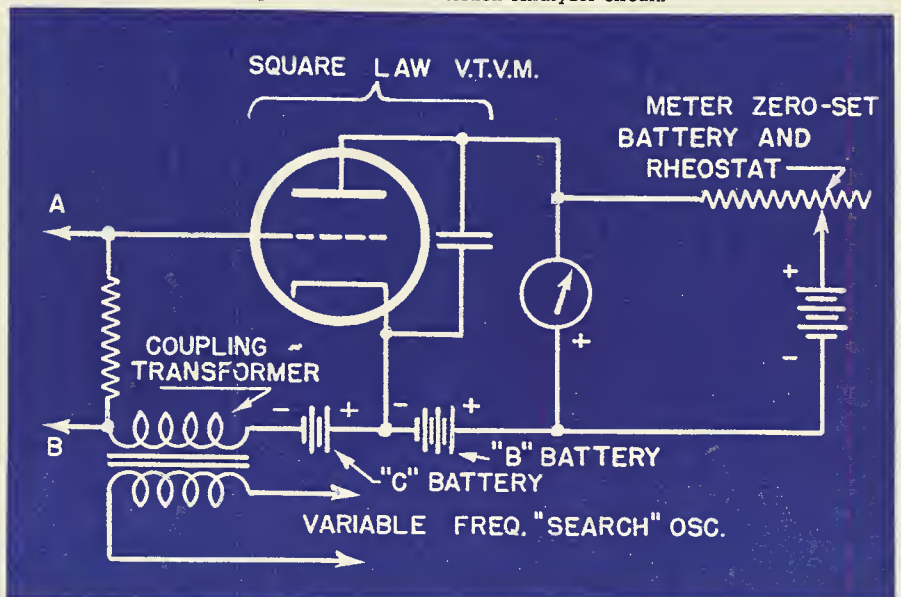 SQUARE LAW V.T.V.M.
METER ZERO-SET
BATTERY AND
RHEOSTAT
A
+
-
+
COUPLING
TRANSFORMER
B
- + - +
"B" BATTERY
"C" BATTERY
VARIABLE FREQ. "SEARCH" OSC.